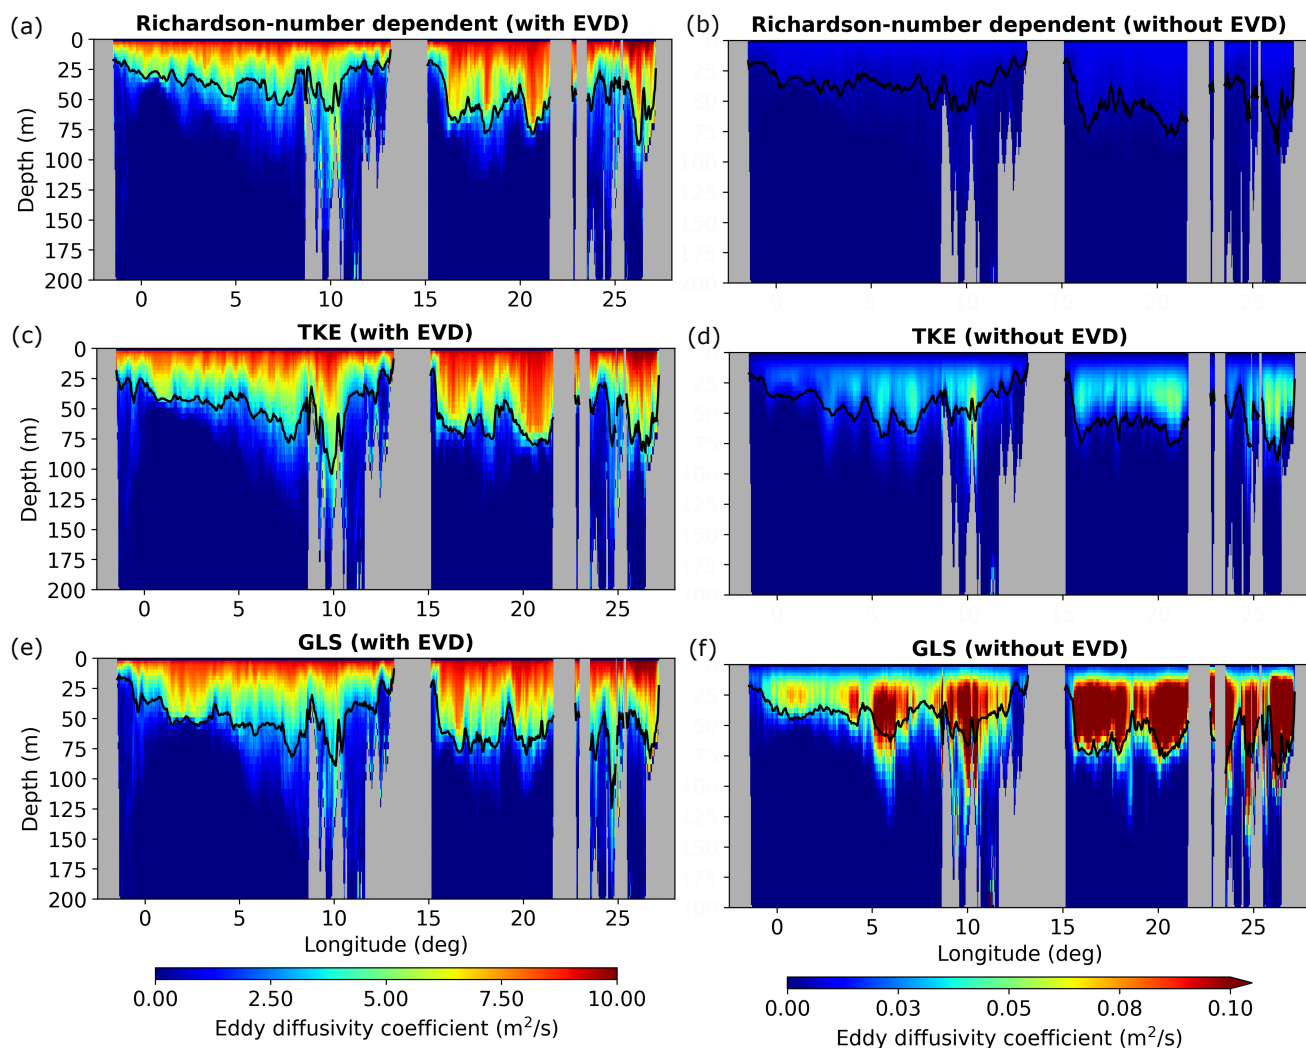 (a) Richardson-number dependent (with EVD)
(b) Richardson-number dependent (without EVD)
0
25
50
75
100
125
150
175
200
Depth (m)
0 5 10 15 20 25
0 5 10 15 20 25
(c) TKE (with EVD)
(d) TKE (without EVD)
0
25
50
75
100
125
150
175
200
Depth (m)
0 5 10 15 20 25
(e) GLS (with EVD)
(f) GLS (without EVD)
0
25
50
75
100
125
150
175
200
Depth (m)
0 5 10 15 20 25
Longitude (deg)
0 5 10 15 20 25
Longitude (deg)
0.00 2.50 5.00 7.50 10.00
Eddy diffusivity coefficient (m²/s)
0.00 0.03 0.05 0.08 0.10
Eddy diffusivity coefficient (m²/s)